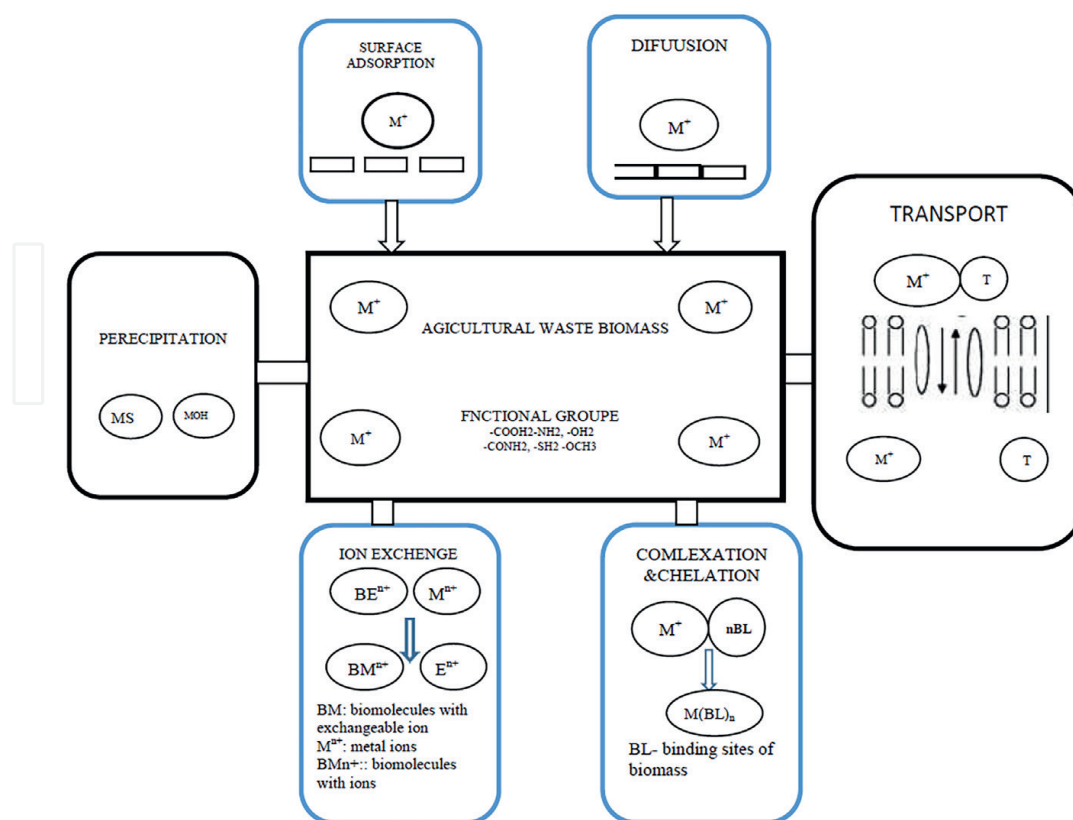 SURFACE
ADSORPTION
M⁺
DIFUUSION
M⁺
TRANSPORT
M⁺
T
M⁺
T
PERECIPITATION
MS
MOH
M⁺
M⁺
AGICULTURAL WASTE BIOMASS
FNCTIONAL GROUPE
-COOH2-NH2, -OH2
-CONH2, -SH2 -OCH3
M⁺
M⁺
ION EXCHENGE
BEⁿ⁺
Mⁿ⁺
BMⁿ⁺
Eⁿ⁺
BM: biomolecules with
exchangeable ion
Mⁿ⁺: metal ions
BMn+:: biomolecules
with ions
COMLEXATION
&CHELATION
M⁺
nBL
M(BL)ₙ
BL- binding sites of
biomass